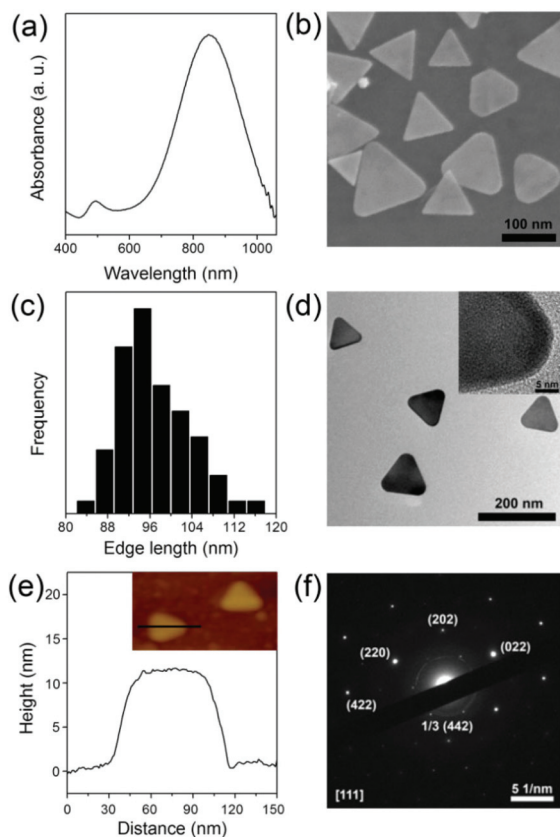 (a)
Absorbance (a. u.)
400 600 800 1000
Wavelength (nm)
(b)
100 nm
(c)
Frequency
80 88 96 104 112 120
Edge length (nm)
(d)
5 nm
200 nm
(e)
Height (nm)
20
15
10
5
0
0 30 60 90 120 150
Distance (nm)
(f)
(202)
(220)
(022)
(422)
1/3 (442)
[111]
5 1/nm